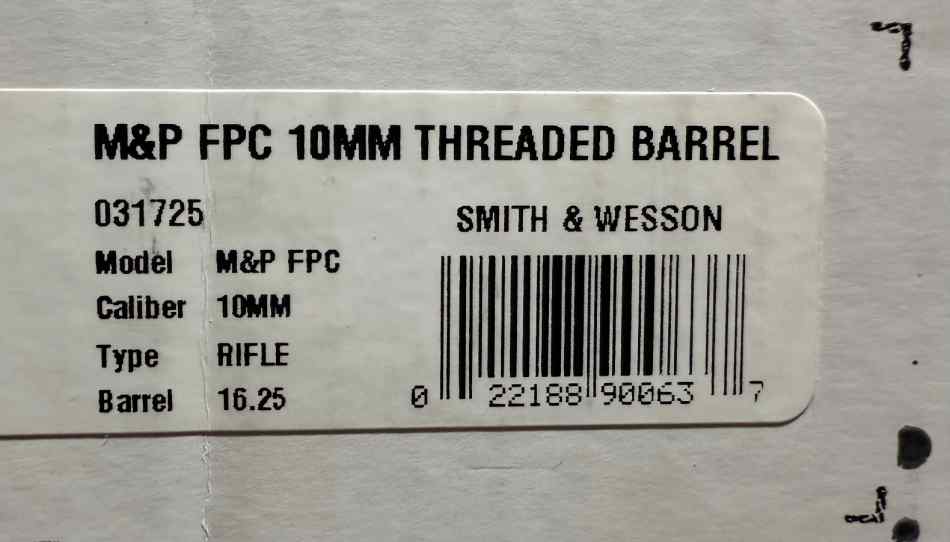 M&P FPC 10MM THREADED BARREL
031725
SMITH & WESSON
Model M&P FPC
Caliber 10MM
Type RIFLE
Barrel 16.25
0 22188 90063 7